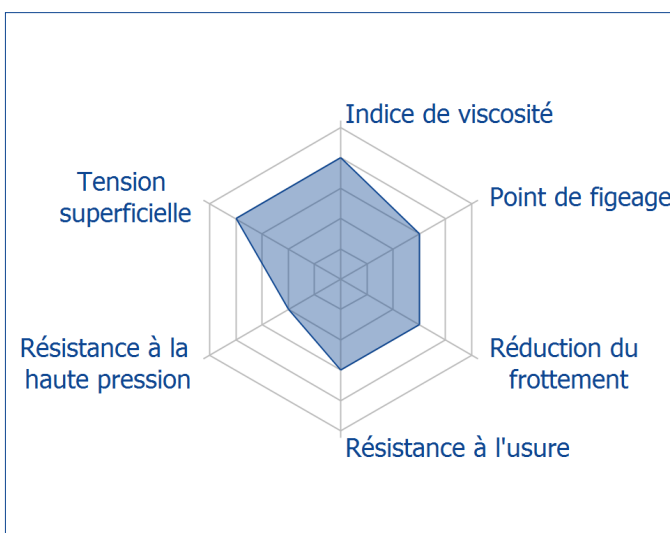 Indice de viscosité
Tension
superficielle
Point de figeage
Résistance à la
haute pression
Réduction du
frottement
Résistance à l'usure